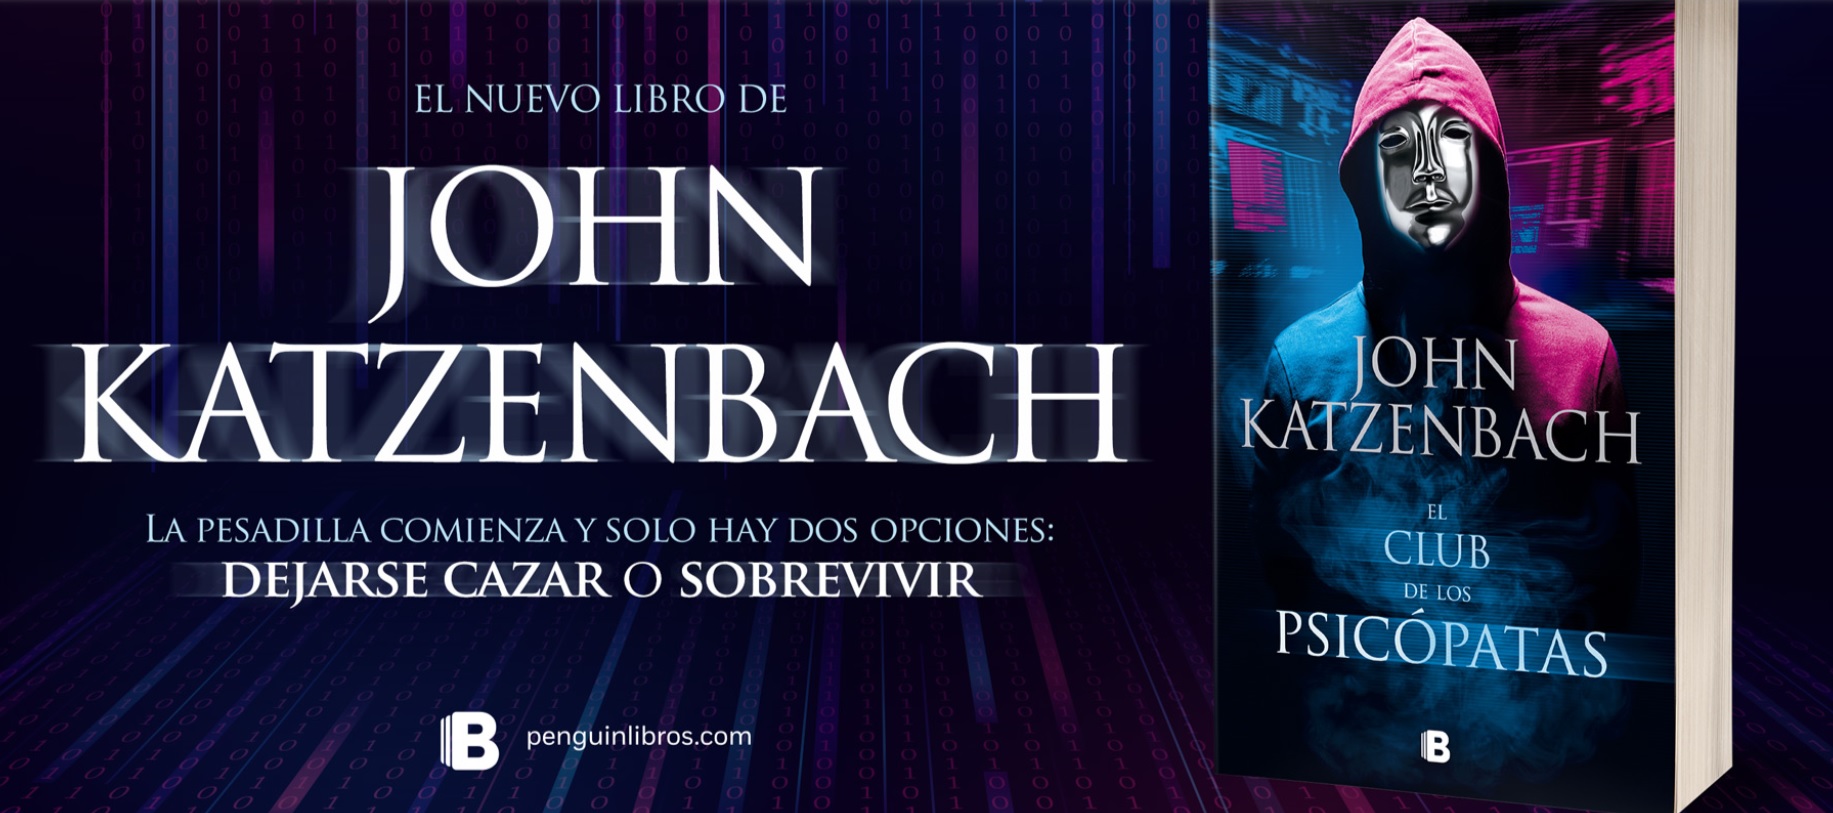 EL NUEVO LIBRO DE
JOHN
KATZENBACH
LA PESADILLA COMIENZA Y SOLO HAY DOS OPCIONES:
DEJARSE CAZAR O SOBREVIVIR
B penguinlibros.com
JOHN
KATZENBACH
EL
CLUB
DE LOS
PSICÓPATAS
B